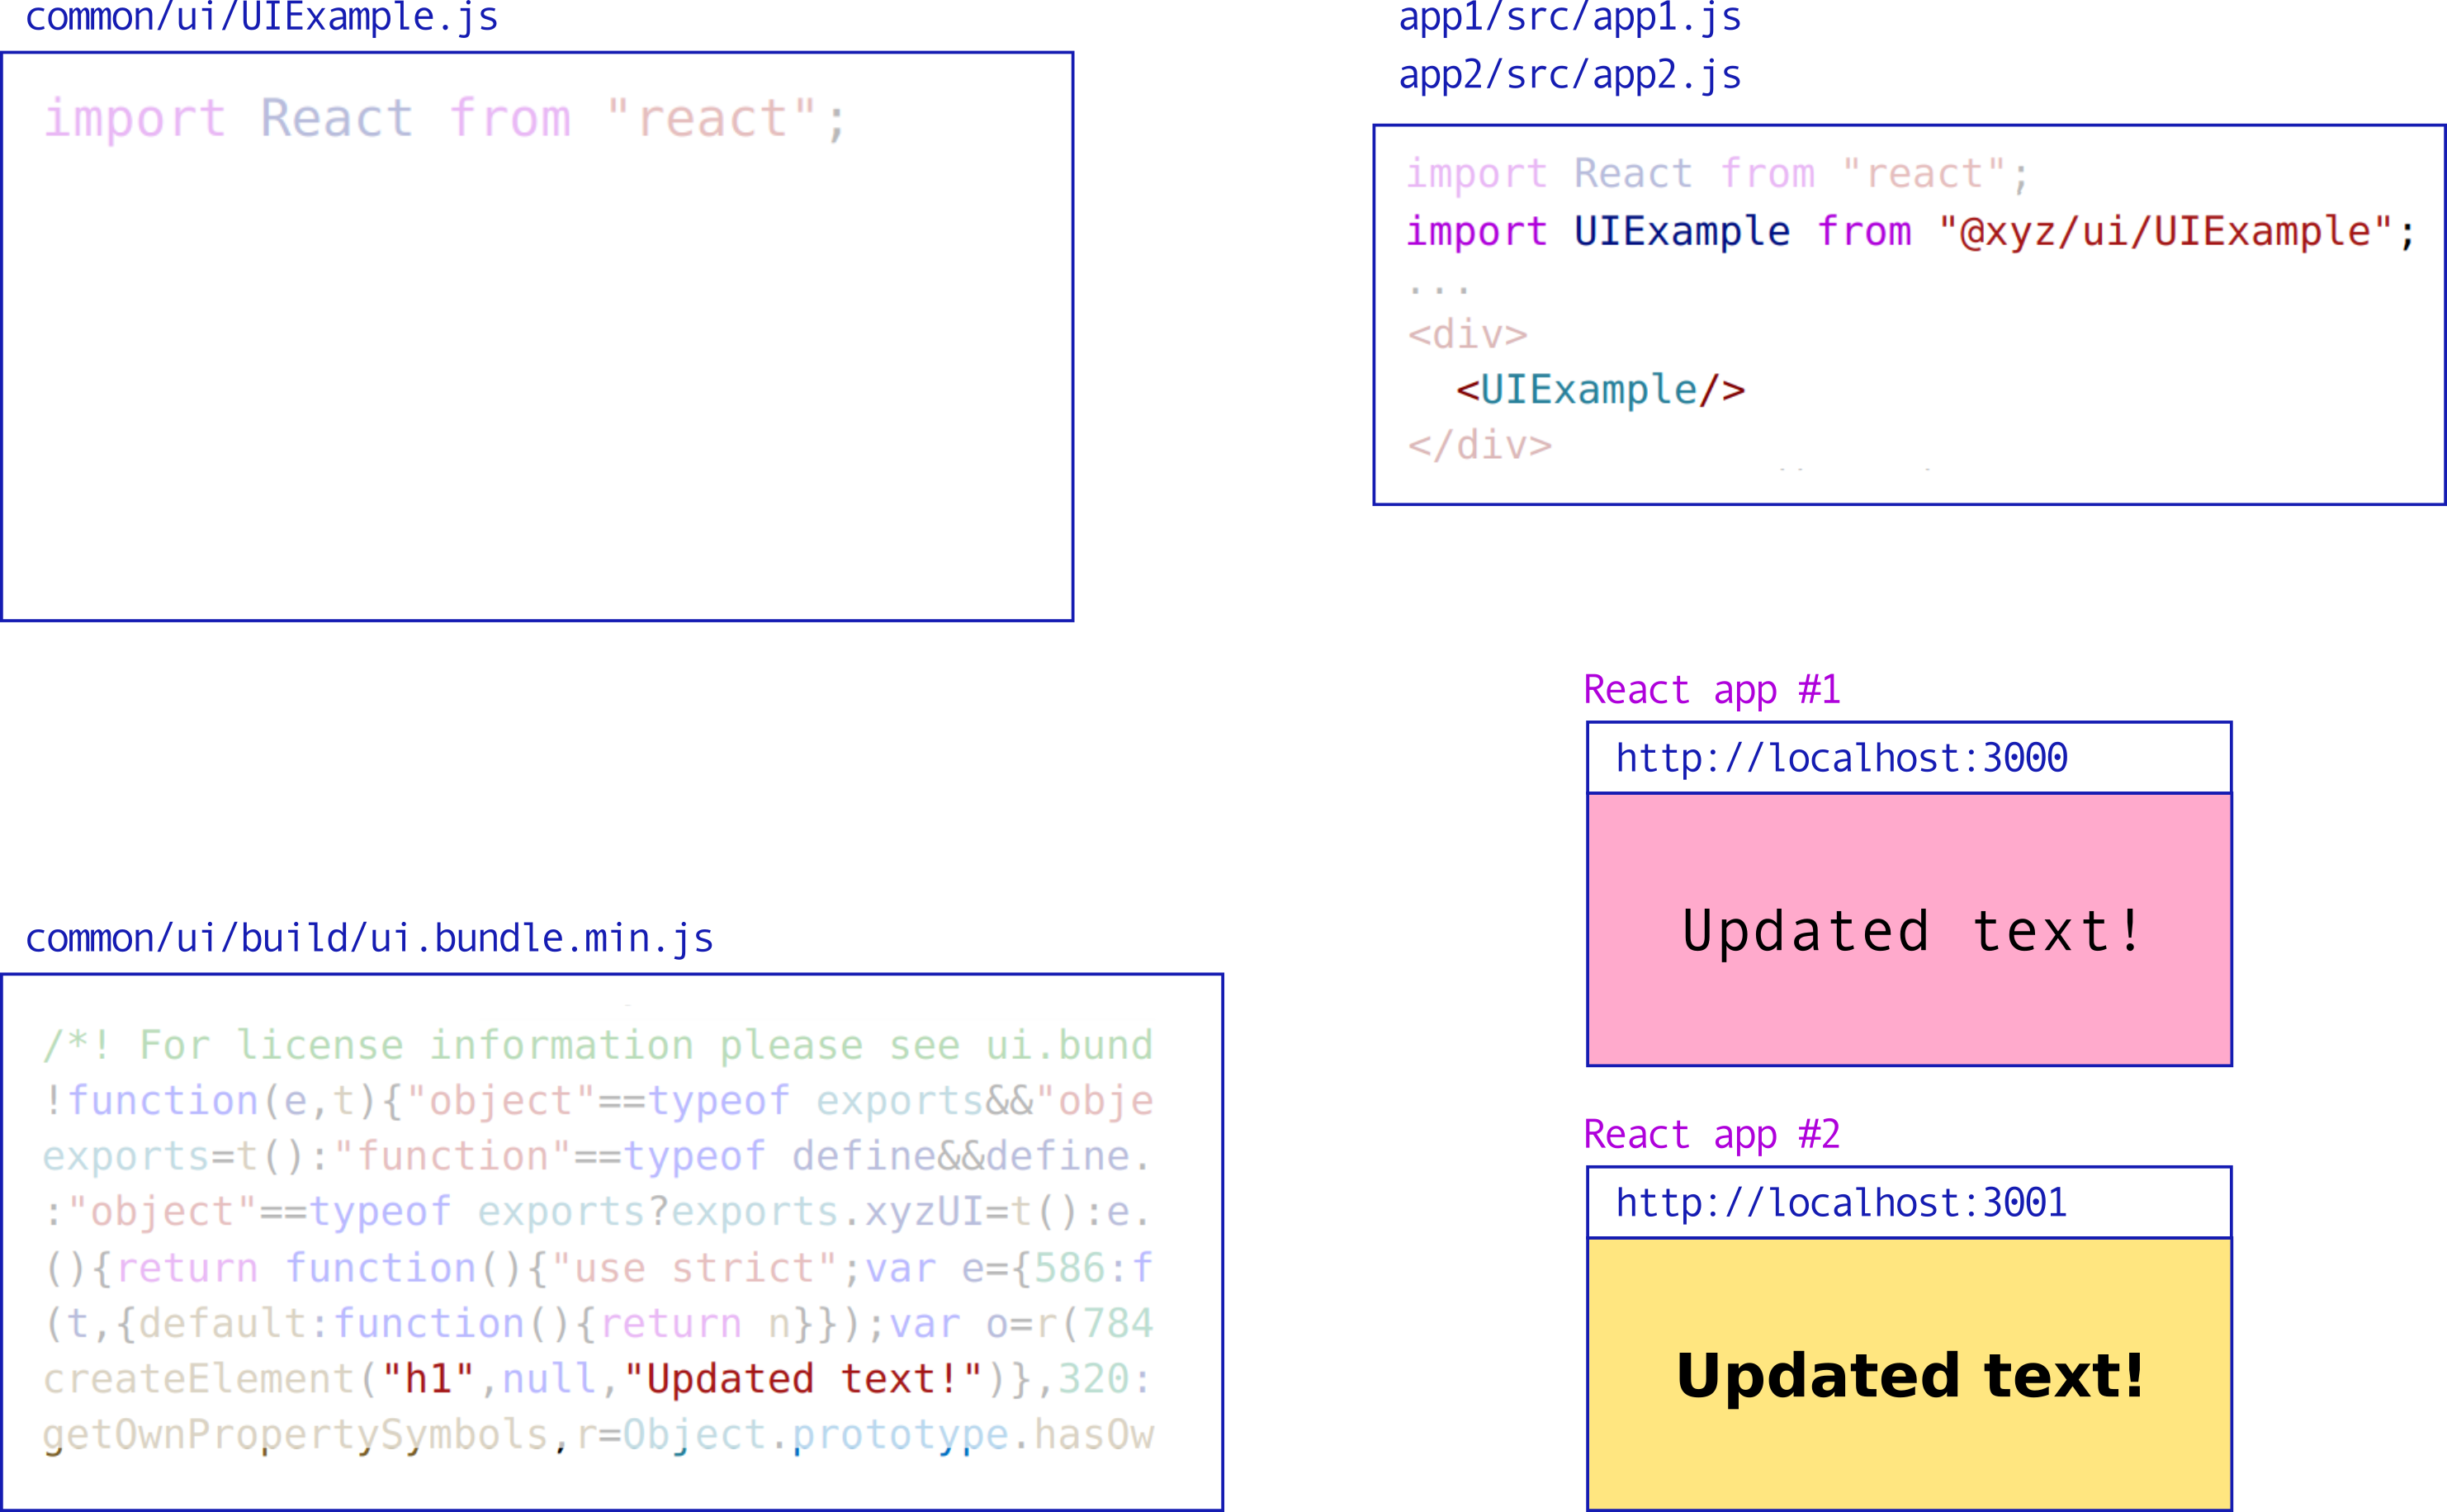 common/ui/UIExample.js
import React from "react";
app1/src/app1.js
app2/src/app2.js
import React from "react";
import UIExample from "@xyz/ui/UIExample";
...
<div>
  <UIExample/>
</div>
common/ui/build/ui.bundle.min.js
/*! For license information please see ui.bund
!function(e,t){"object"==typeof exports&&"obje
exports=t():"function"==typeof define&&define.
:"object"==typeof exports?exports.xyzUI=t():e.
(){return function(){"use strict";var e={586:f
(t,{default:function(){return n}});var o=r(784
createElement("h1",null,"Updated text!")},320:
getOwnPropertySymbols,r=Object.prototype.hasOw
React app #1
http://localhost:3000
Updated text!
React app #2
http://localhost:3001
Updated text!